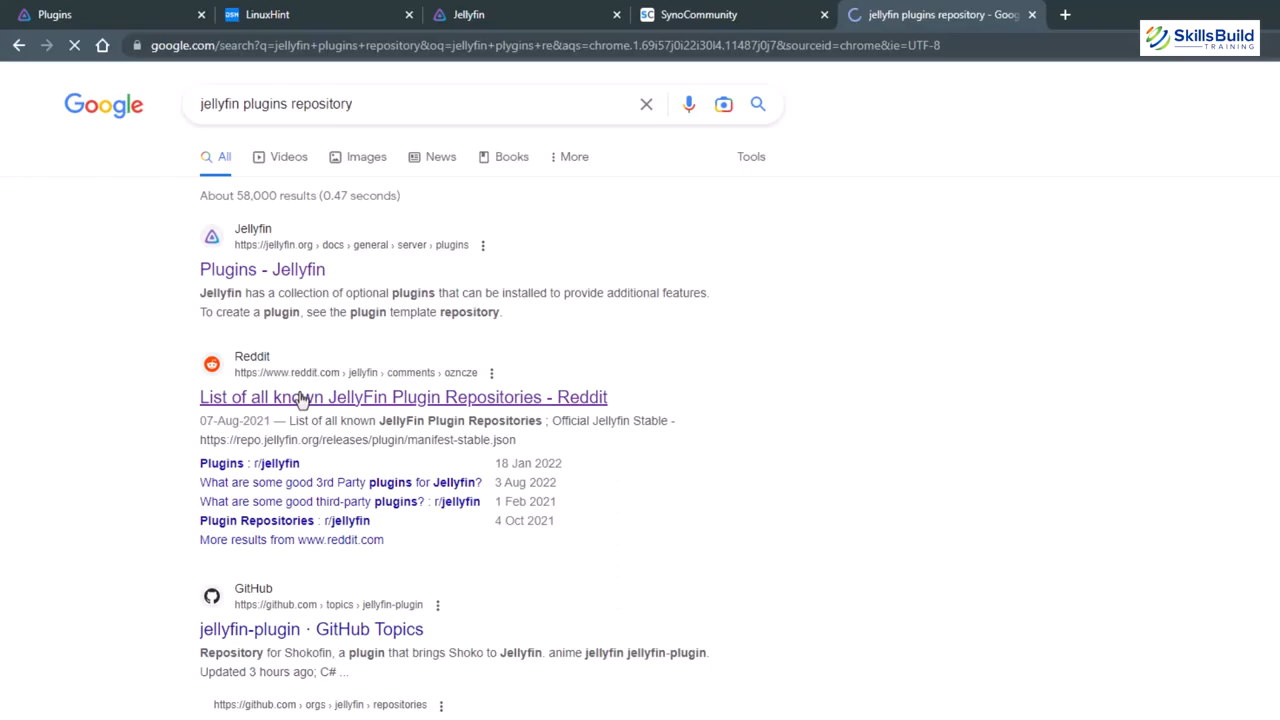 Plugins
LinuxHint
Jellyfin
SynoCommunity
jellyfin plugins repository - Goog
google.com/search?q=jellyfin+plugins+repository&oq=jellyfin+plygins+re&aqs=chrome.1.69i57j0i22i30l4.11487j0j7&sourceid=chrome&ie=UTF-8
SkillsBuild
TRAINING
Google
jellyfin plugins repository
All
Videos
Images
News
Books
More
Tools
About 58,000 results (0.47 seconds)
Jellyfin
https://jellyfin.org › docs › general › server › plugins
Plugins - Jellyfin
Jellyfin has a collection of optional plugins that can be installed to provide additional features.
To create a plugin, see the plugin template repository.
Reddit
https://www.reddit.com › jellyfin › comments › ozncze
List of all known JellyFin Plugin Repositories - Reddit
07-Aug-2021 — List of all known JellyFin Plugin Repositories ; Official Jellyfin Stable -
https://repo.jellyfin.org/releases/plugin/manifest-stable.json
Plugins : r/jellyfin 18 Jan 2022
What are some good 3rd Party plugins for Jellyfin? 3 Aug 2022
What are some good third-party plugins? : r/jellyfin 1 Feb 2021
Plugin Repositories : r/jellyfin 4 Oct 2021
More results from www.reddit.com
GitHub
https://github.com › topics › jellyfin-plugin
jellyfin-plugin · GitHub Topics
Repository for Shokofin, a plugin that brings Shoko to Jellyfin. anime jellyfin jellyfin-plugin.
Updated 3 hours ago; C# ...
https://github.com › orgs › jellyfin › repositories